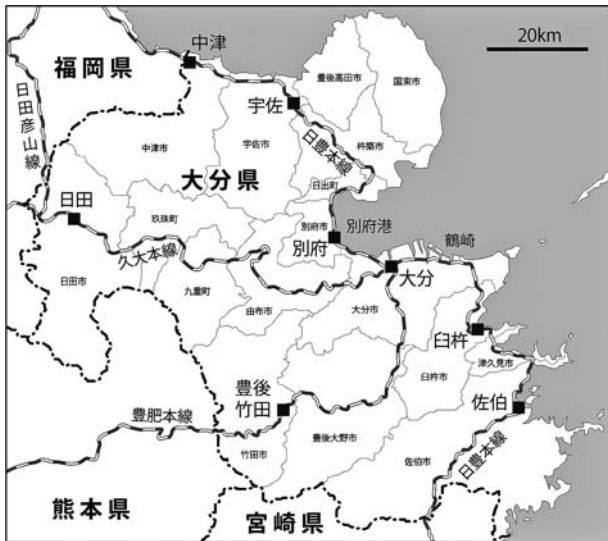 中津
20km
福岡県
豊後高田市
国東市
宇佐
日田彦山線
中津市
宇佐市
日豊本線
杵築市
大分県
日出町
日田
玖珠町
別府市
別府港
鶴崎
別府
久大本線
大分
日田市
九重町
由布市
大分市
臼杵
津久見市
豊後
竹田
臼杵市
佐伯
豊肥本線
豊後大野市
竹田市
佐伯市
日豊本線
熊本県
宮崎県